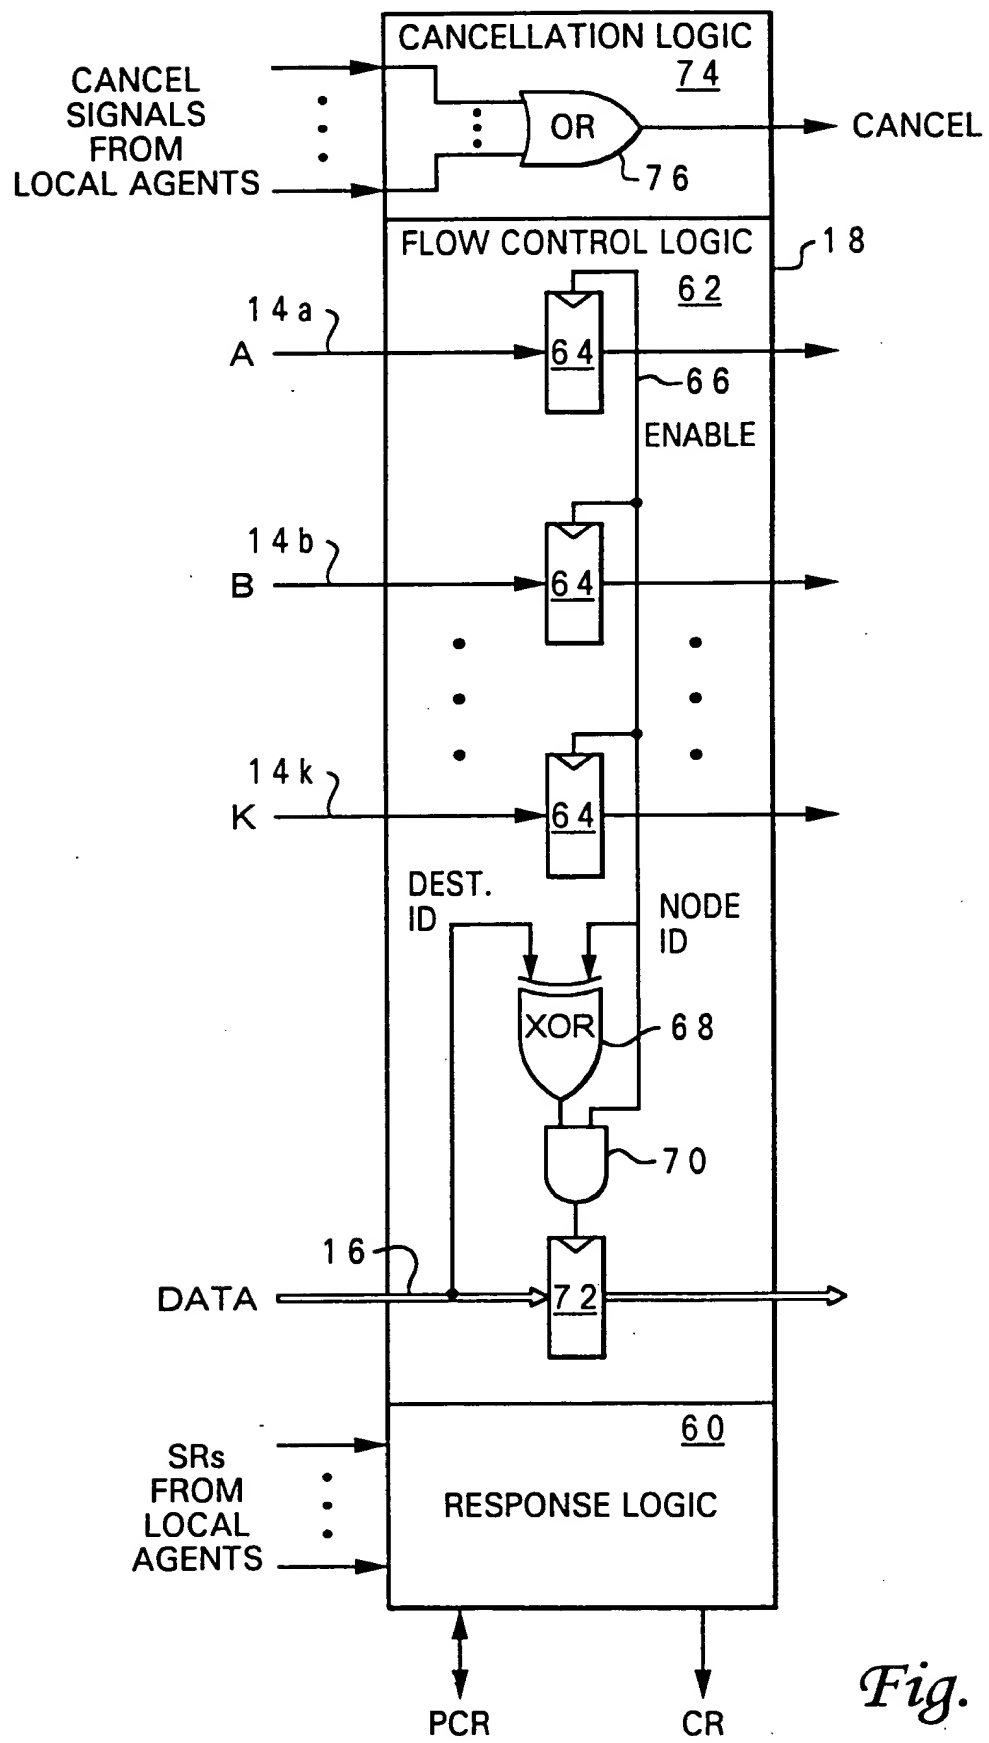 CANCELLATION LOGIC
74
CANCEL
SIGNALS
FROM
LOCAL AGENTS
OR
76
CANCEL
FLOW CONTROL LOGIC
62
18
14a
A
64
66
ENABLE
14b
B
64
14k
K
64
DEST.
ID
NODE
ID
XOR
68
70
16
DATA
72
60
SRs
FROM
LOCAL
AGENTS
RESPONSE LOGIC
PCR
CR
Fig.